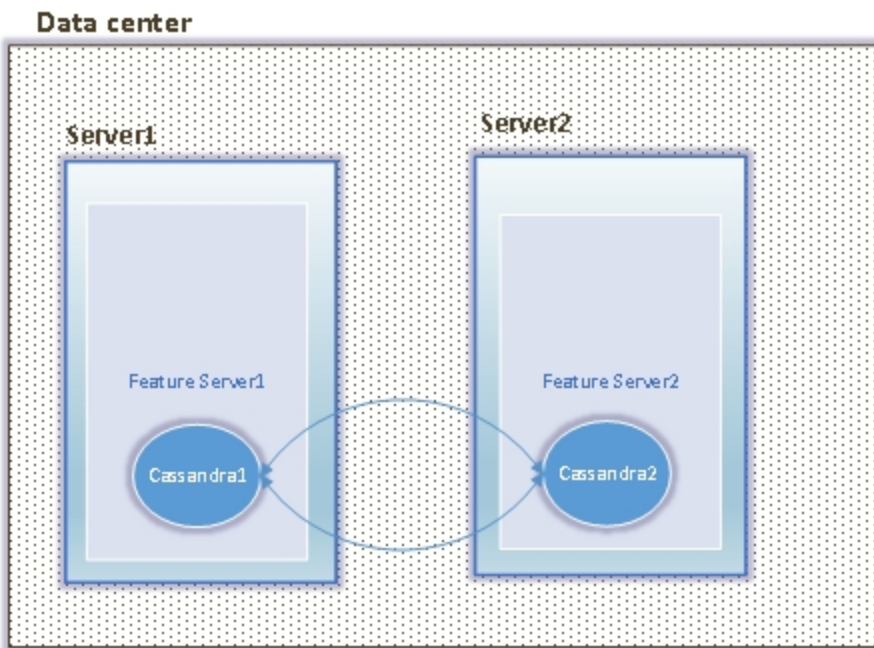 Data center
Server1
Server2
Feature Server1
Feature Server2
Cassandra1
Cassandra2